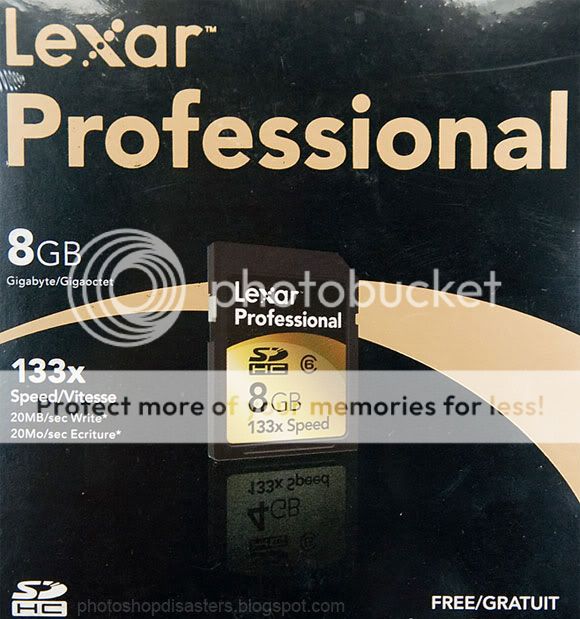 Lexar™
Professional
8GB
Gigabyte/Gigaoctet
photobucket
Lexar
Professional
SD
HC
6
8GB
133x Speed
133x
Speed/Vitesse
20MB/sec Write*
20Mo/sec Ecriture*
Protect more of your memories for less!
133x Speed
4GB
SD
HC
photoshopdisasters.blogspot.com
FREE/GRATUIT